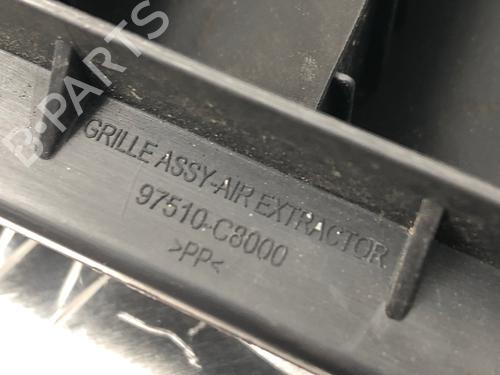 B-PARTS
GRILLE ASSY-AIR EXTRACTOR
97510-C8000
>PP<